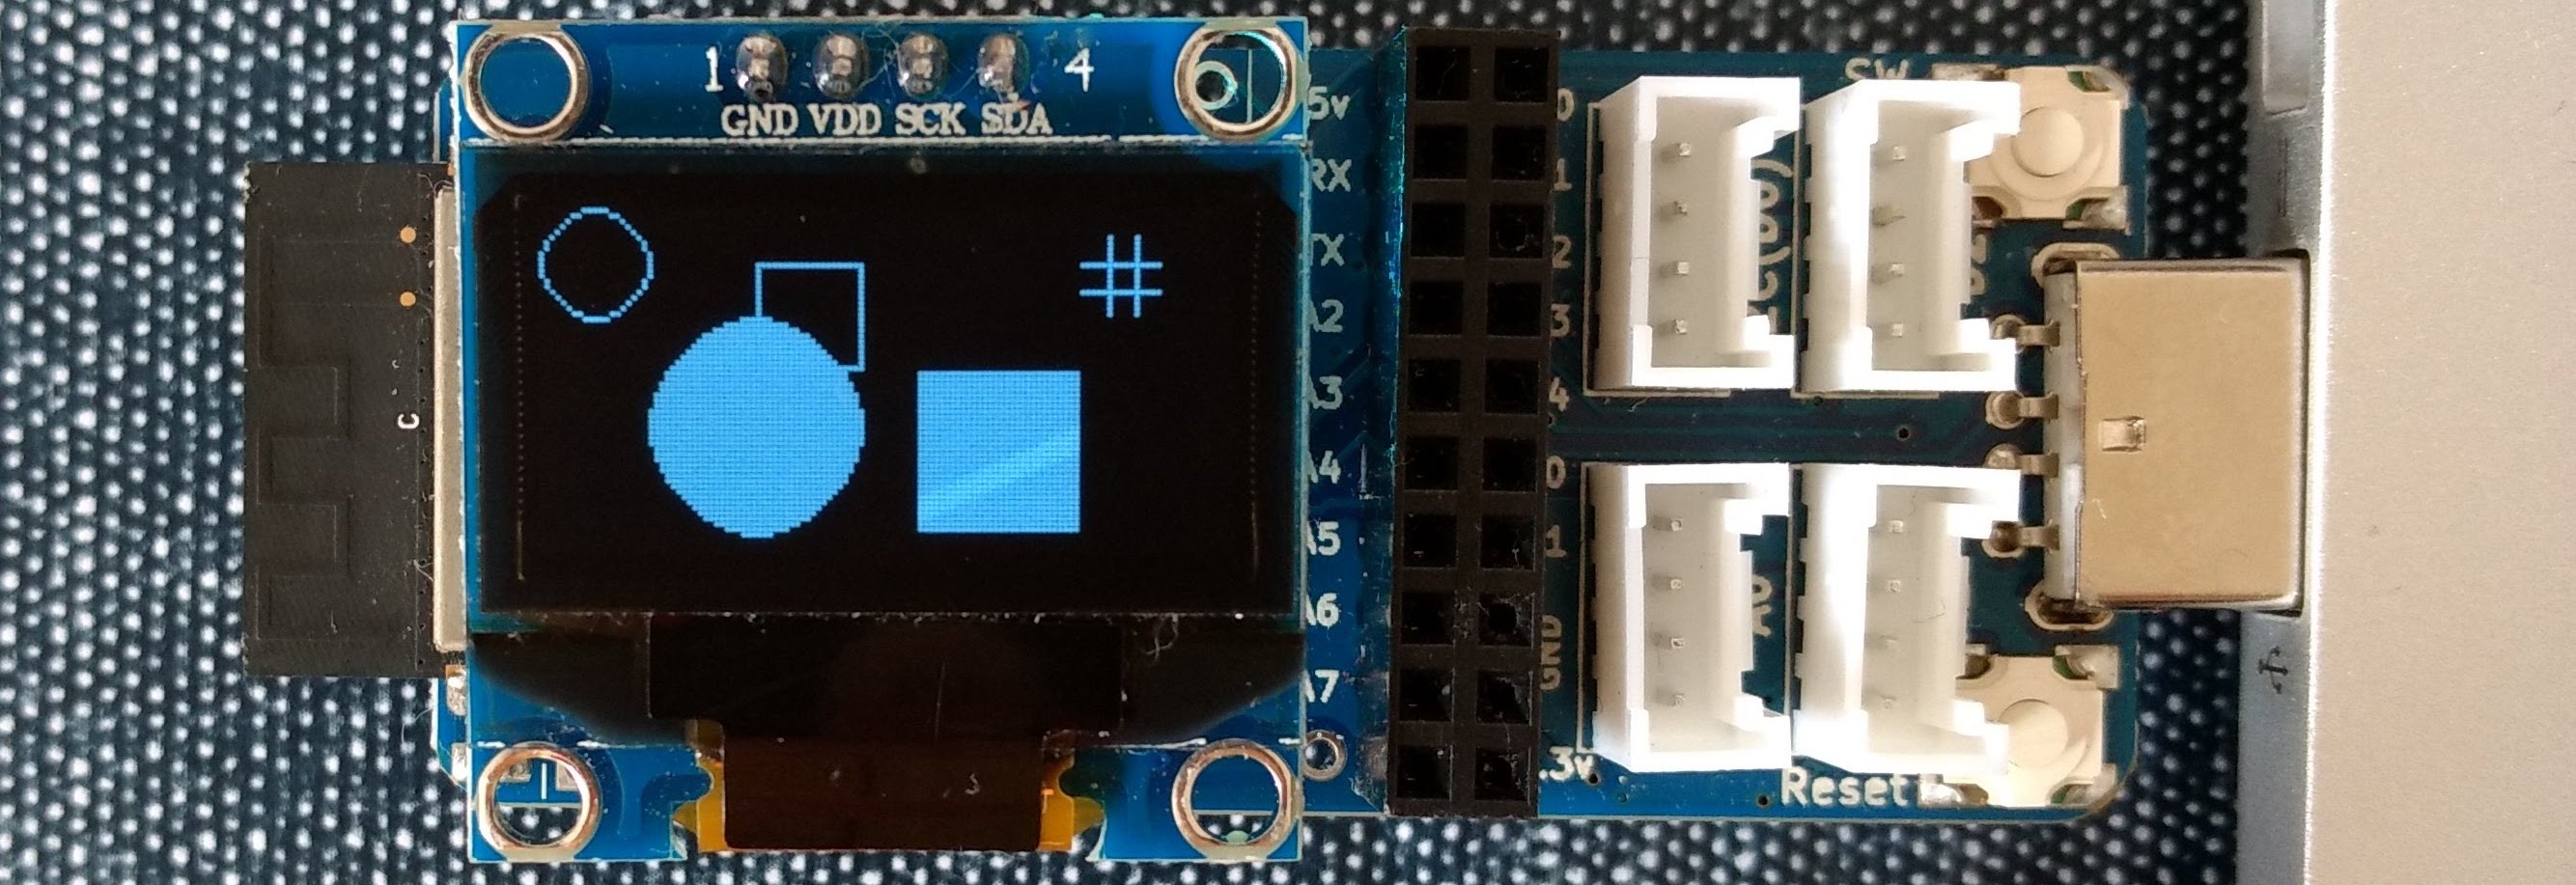 1 4
GND VDD SCK SDA
SW
5v 0
RX 1
TX 2
A2 3
A3 4
A4 0
A5 1
A6
A7
GND
.3v
Reset
C
#